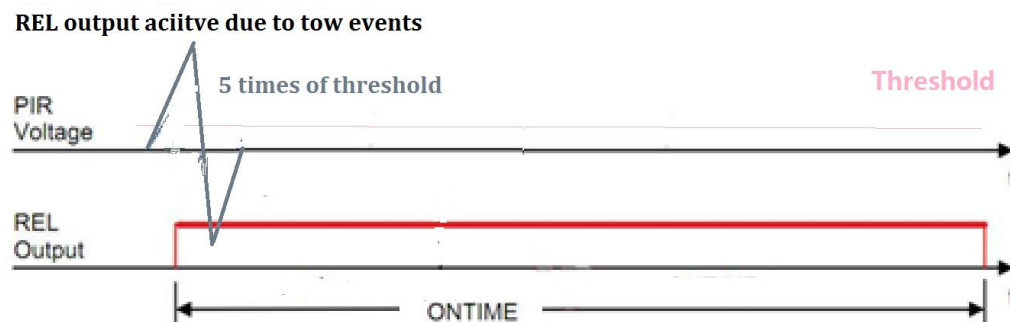 REL output aciitve due to tow events
5 times of threshold
Threshold
PIR
Voltage
t
REL
Output
t
ONTIME